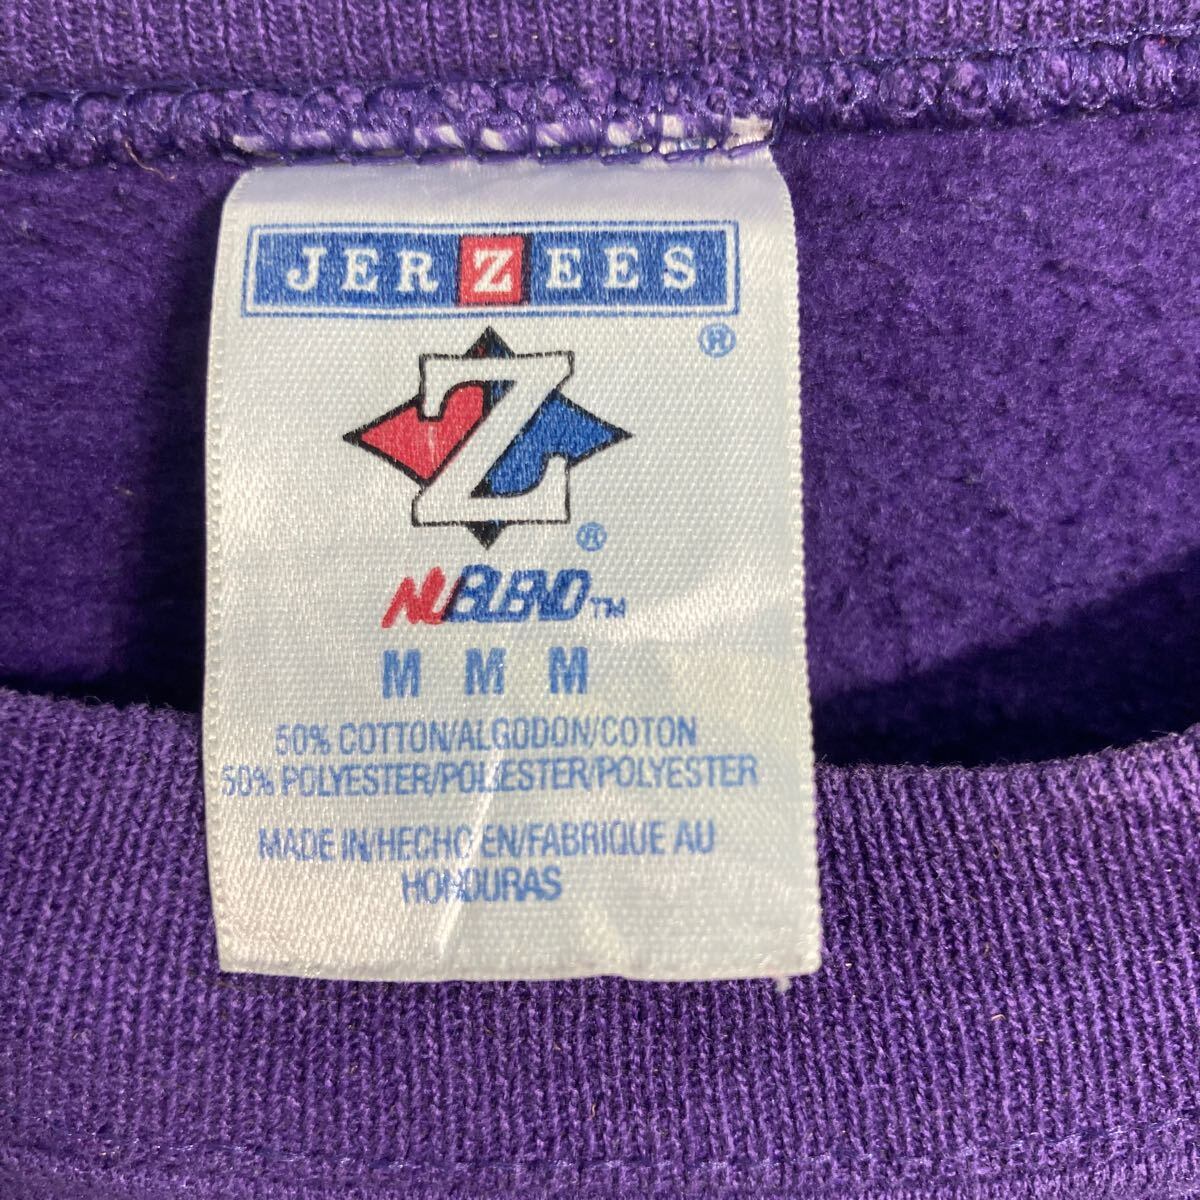 JERZEES
®
Z
®
NUBLEND™
M M M
50% COTTON/ALGODON/COTON
50% POLYESTER/POLIESTER/POLYESTER
MADE IN/HECHO EN/FABRIQUE AU
HONDURAS